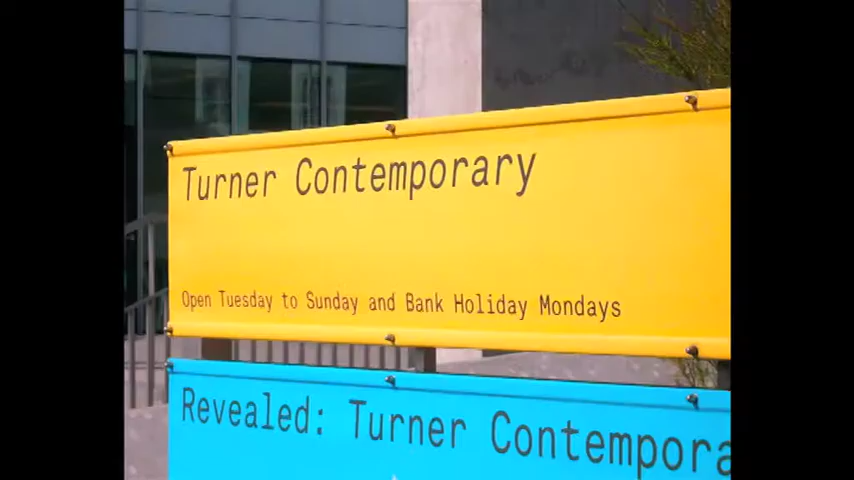 Turner Contemporary
Open Tuesday to Sunday and Bank Holiday Mondays
Revealed: Turner Contempora